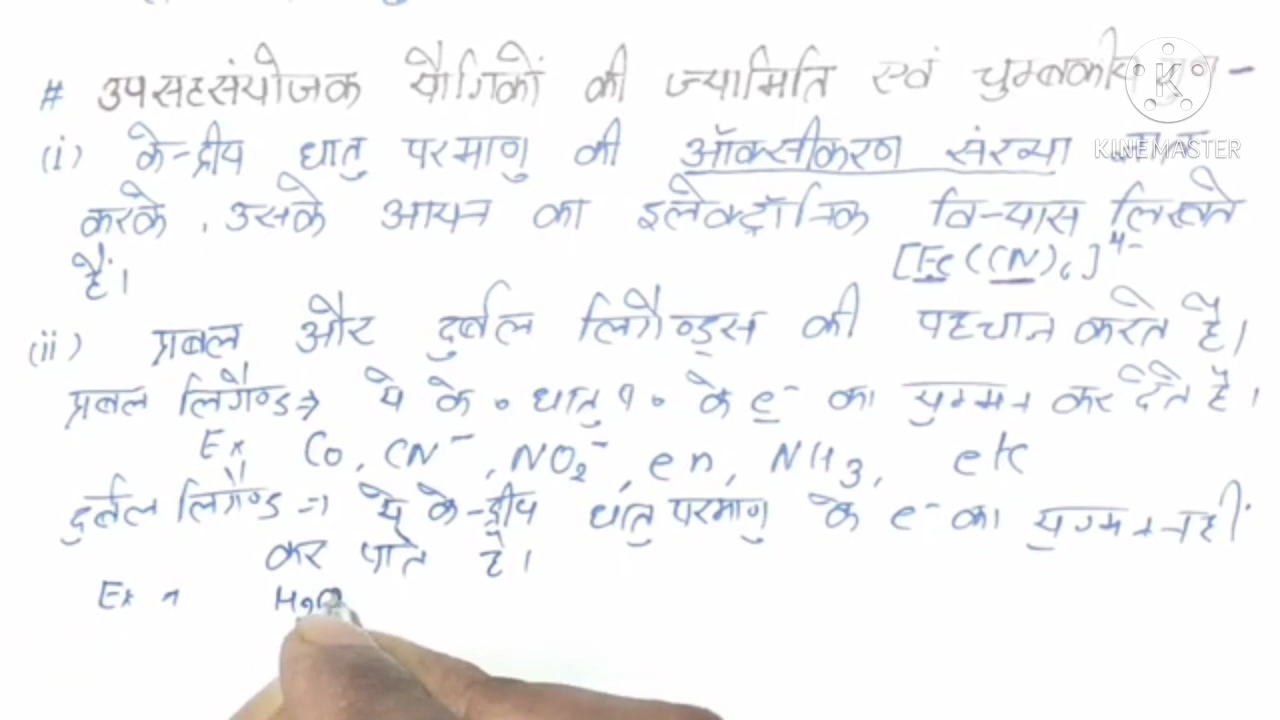 # उपसहसंयोजक यौगिकों की ज्यामिति एवं चुम्बकीय गुण -
KINEMASTER
(i) केन्द्रीय धातु परमाणु की ऑक्सीकरण संख्या
करके, उसके आयन का इलेक्ट्रॉनिक विन्यास लिखते
हैं।
[Fe(CN)6]4-
(ii) प्रबल और दुर्बल लिगैण्ड्स की पहचान करते है।
प्रबल लिगैण्ड ⇒ ये के॰ धातु प॰ के e- का युग्मन कर देते है।
Ex Co, CN-, NO2-, en, NH3, etc
दुर्बल लिगैण्ड ⇒ ये केन्द्रीय धातु परमाणु के e- का युग्मन नहीं
कर पाते है।
Ex H2O